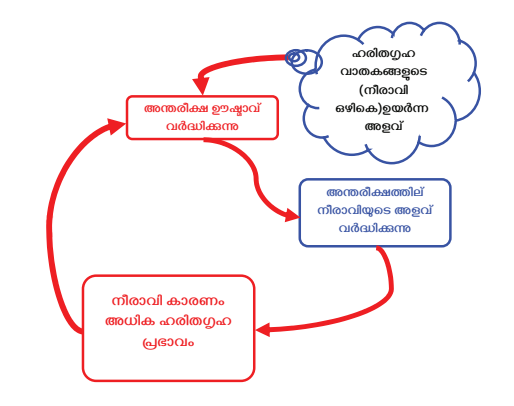 ഹരിതഗൃഹ
വാതകങ്ങളുടെ
(നീരാവി
ഒഴികെ)ഉയർന്ന
അളവ്
അന്തരീക്ഷ ഊഷ്മാവ്
വർദ്ധിക്കുന്നു
അന്തരീക്ഷത്തില്
നീരാവിയുടെ അളവ്
വർദ്ധിക്കുന്നു
നീരാവി കാരണം
അധിക ഹരിതഗൃഹ
പ്രഭാവം